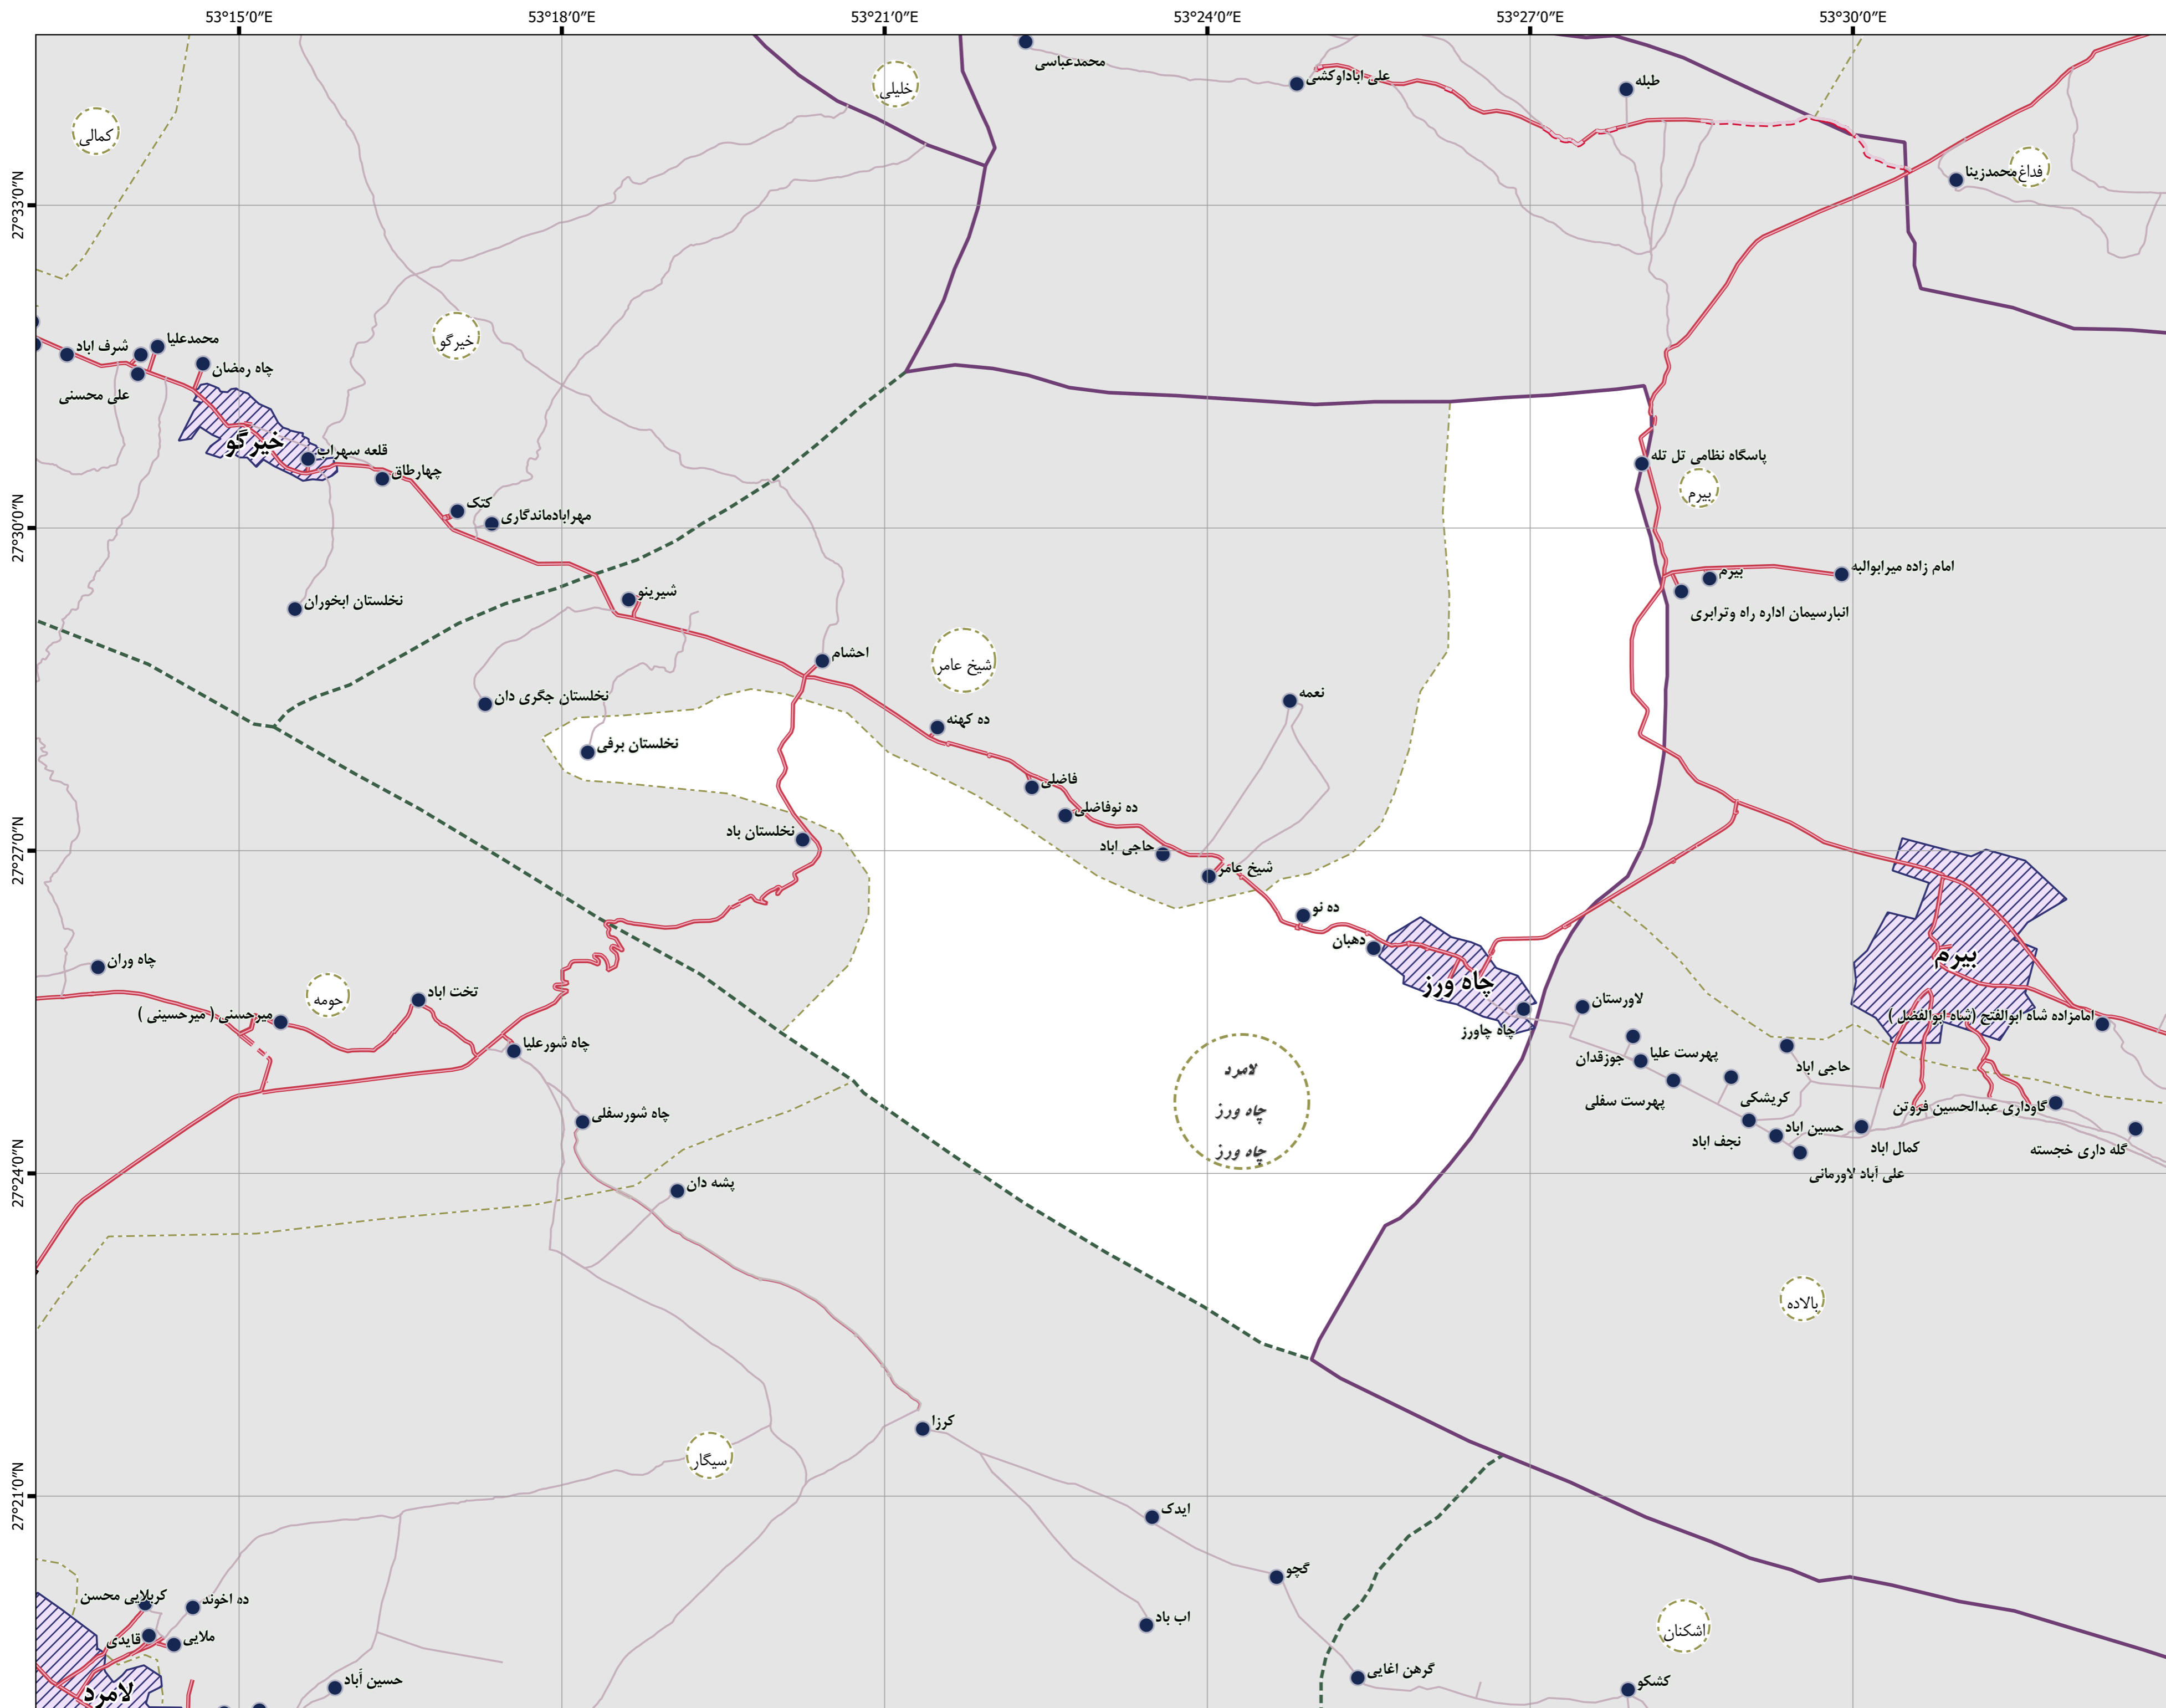 53°15′0″E
53°18′0″E
53°21′0″E
53°24′0″E
53°27′0″E
53°30′0″E
27°33′0″N
27°30′0″N
27°27′0″N
27°24′0″N
27°21′0″N
محمدعباسی
علی اباداوکشی
طبله
خلیلی
کمالی
محمدزینا
فداغ
خیرگو
محمدعلیا
شرف اباد
چاه رمضان
علی محسنی
خیرگو
قلعه سهراب
چهارطاق
کتک
مهرابادماندگاری
پاسگاه نظامی تل تله
بیرم
امام زاده میرابوالبه
بیرم
انبارسیمان اداره راه وترابری
نخلستان ابخوران
شیرینو
احشام
شیخ عامر
نخلستان جگری دان
نعمه
ده کهنه
نخلستان برفی
فاضلی
ده نوفاضلی
نخلستان باد
حاجی اباد
شیخ عامر
ده نو
دهبان
بیرم
چاه وران
چاه ورز
حومه
تخت اباد
لاورستان
میرحسنی ( میرحسینی )
امامزاده شاه ابوالفتح (شاه ابوالفضل )
چاه چاورز
چاه شورعلیا
جوزقدان
پهرست علیا
حاجی اباد
لامرد
چاه ورز
چاه ورز
پهرست سفلی
کریشکی
گاوداری عبدالحسین فروتن
چاه شورسفلی
نجف اباد
حسین اباد
کمال اباد
گله داری خجسته
علی آباد لاورمانی
پشه دان
بالاده
کرزا
سیگار
ایدک
گچو
کربلایی محسن
ده اخوند
اب باد
اشکنان
قایدی
ملایی
حسین آباد
گرهن اغایی
کشکو
لامرد